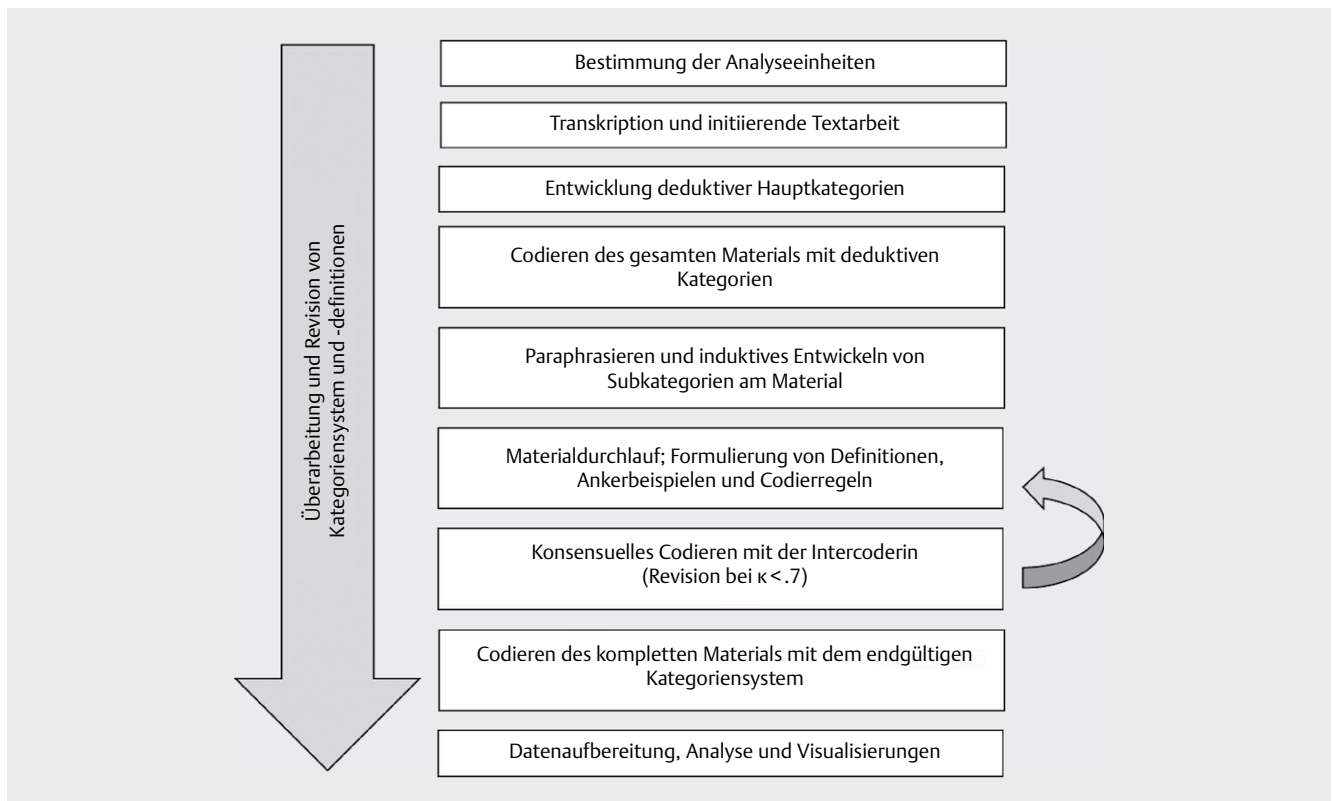 Überarbeitung und Revision von
Kategoriensystem und -definitionen
Bestimmung der Analyseeinheiten
Transkription und initiierende Textarbeit
Entwicklung deduktiver Hauptkategorien
Codieren des gesamten Materials mit deduktiven
Kategorien
Paraphrasieren und induktives Entwickeln von
Subkategorien am Material
Materialdurchlauf; Formulierung von Definitionen,
Ankerbeispielen und Codierregeln
Konsensuelles Codieren mit der Intercoderin
(Revision bei κ < .7)
Codieren des kompletten Materials mit dem endgültigen
Kategoriensystem
Datenaufbereitung, Analyse und Visualisierungen